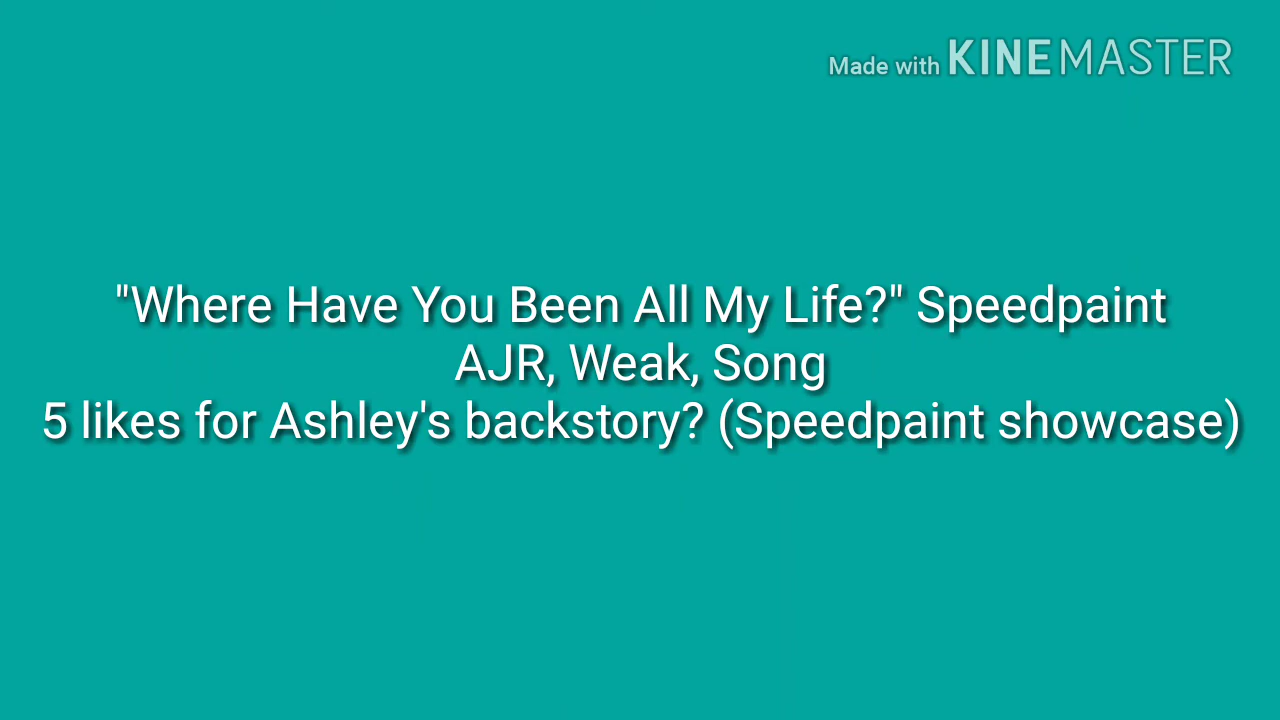 Made with KINEMASTER
"Where Have You Been All My Life?" Speedpaint
AJR, Weak, Song
5 likes for Ashley's backstory? (Speedpaint showcase)